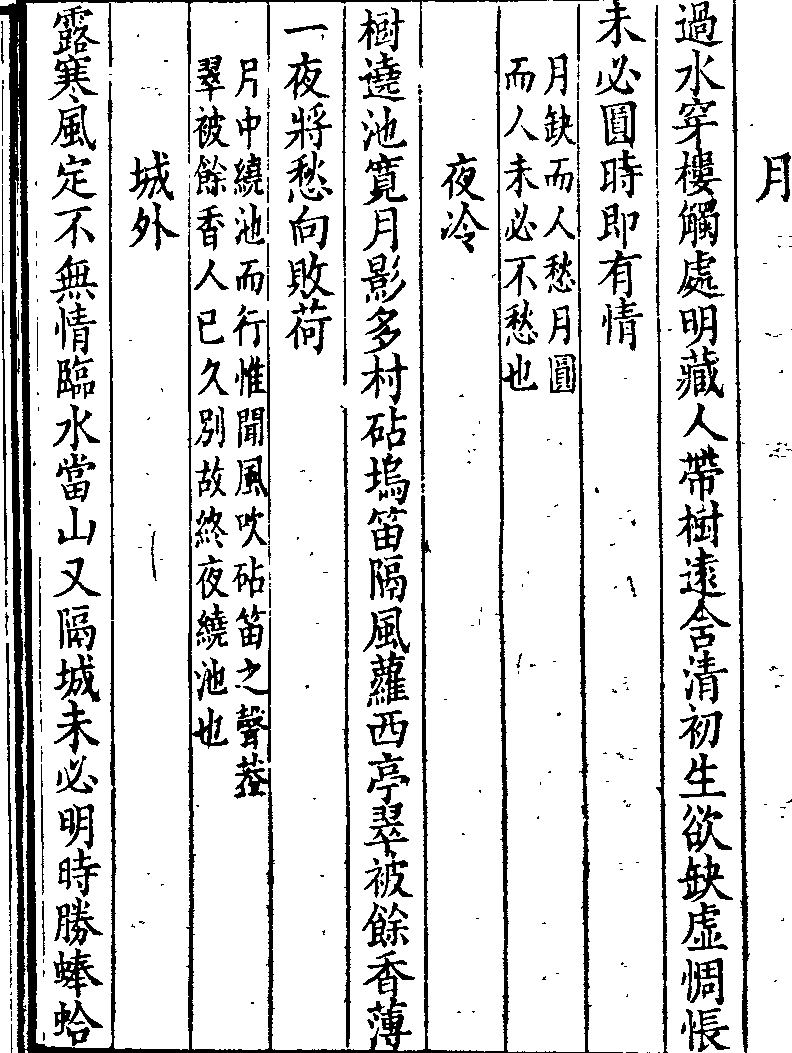 月
過水穿樓觸處明藏人帶樹遠含清初生欲缺虚惆悵
未必圓時即有情
月缺而人愁月圓
而人未必不愁也
夜冷
樹遶池寛月影多村砧塢笛隔風蘿西亭翠被餘香薄
一夜將愁向敗荷
月中繞池而行惟聞風吹砧笛之聲葢
翠被餘香人已久别故終夜繞池也
城外
露寒風定不無情臨水當山又隔城未必明時勝蜯蛤